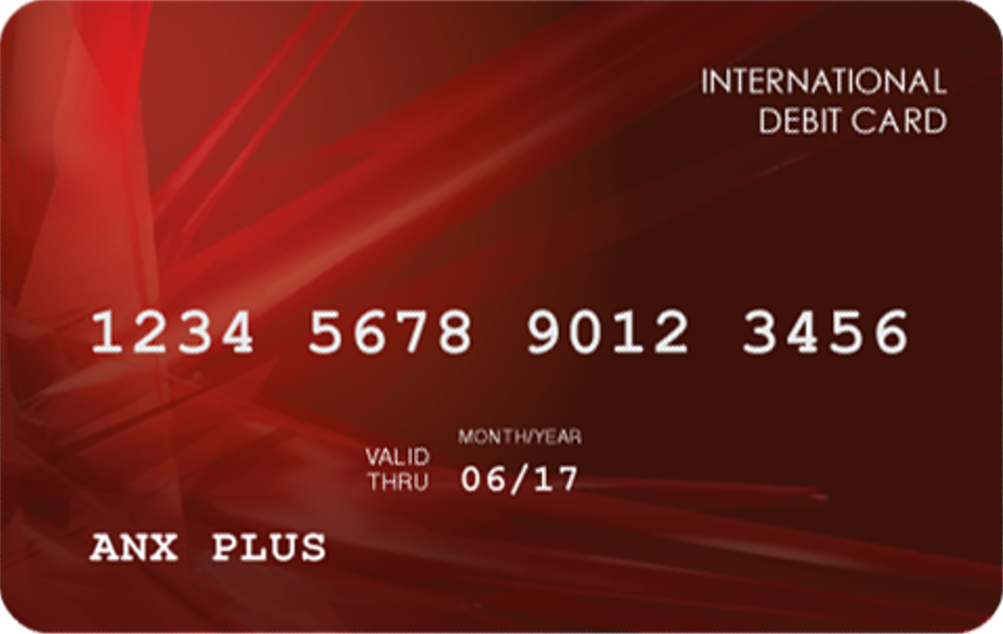 INTERNATIONAL
DEBIT CARD
1234 5678 9012 3456
MONTH/YEAR
VALID
THRU 06/17
ANX PLUS